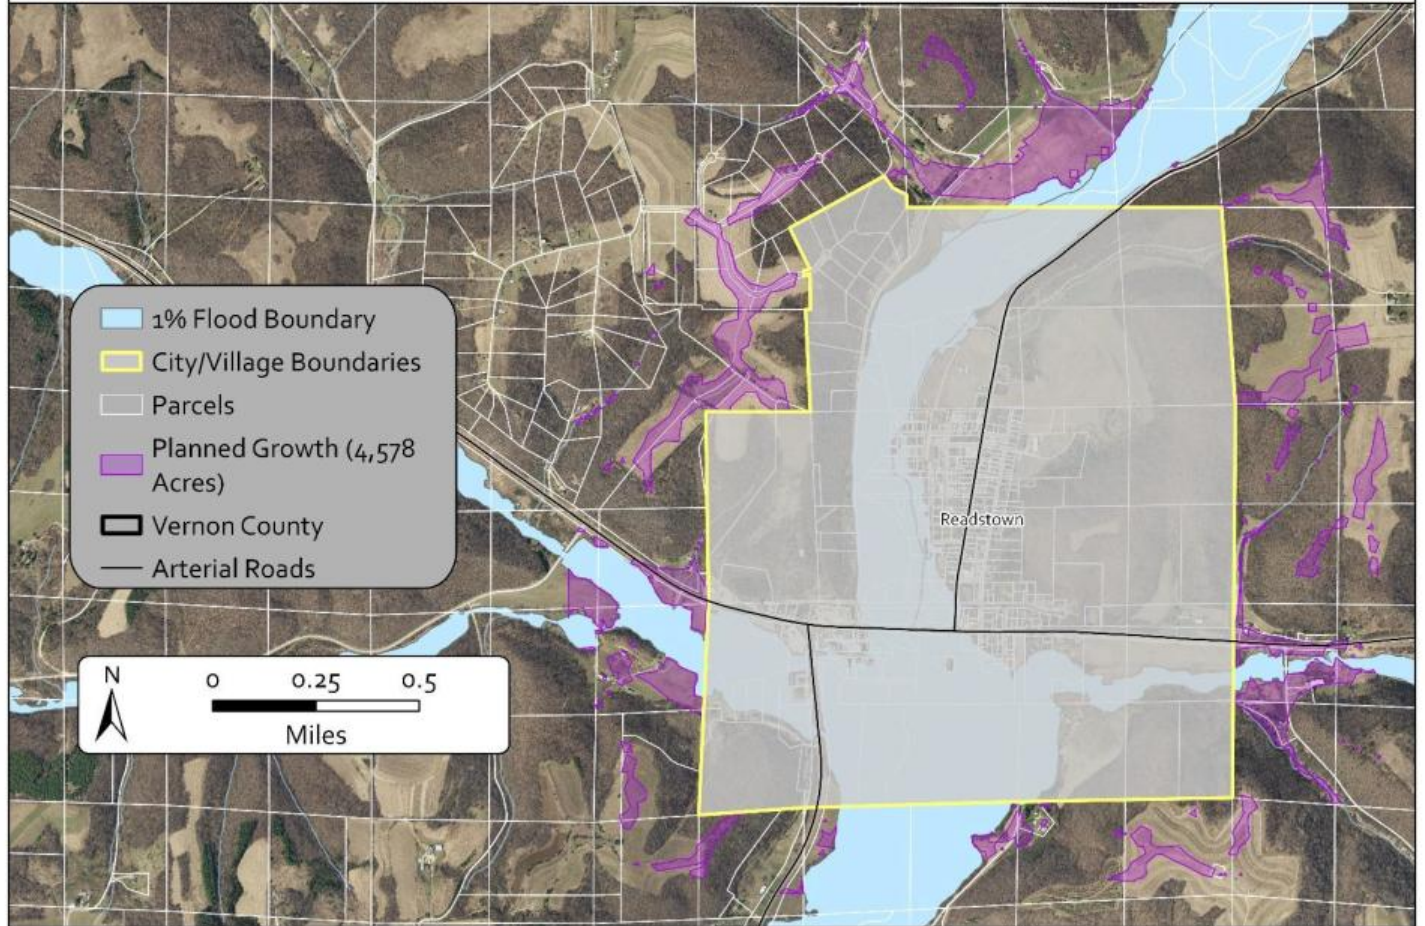 1% Flood Boundary
City/Village Boundaries
Parcels
Planned Growth (4,578
Acres)
Vernon County
Arterial Roads
Readstown
N
0 0.25 0.5
Miles